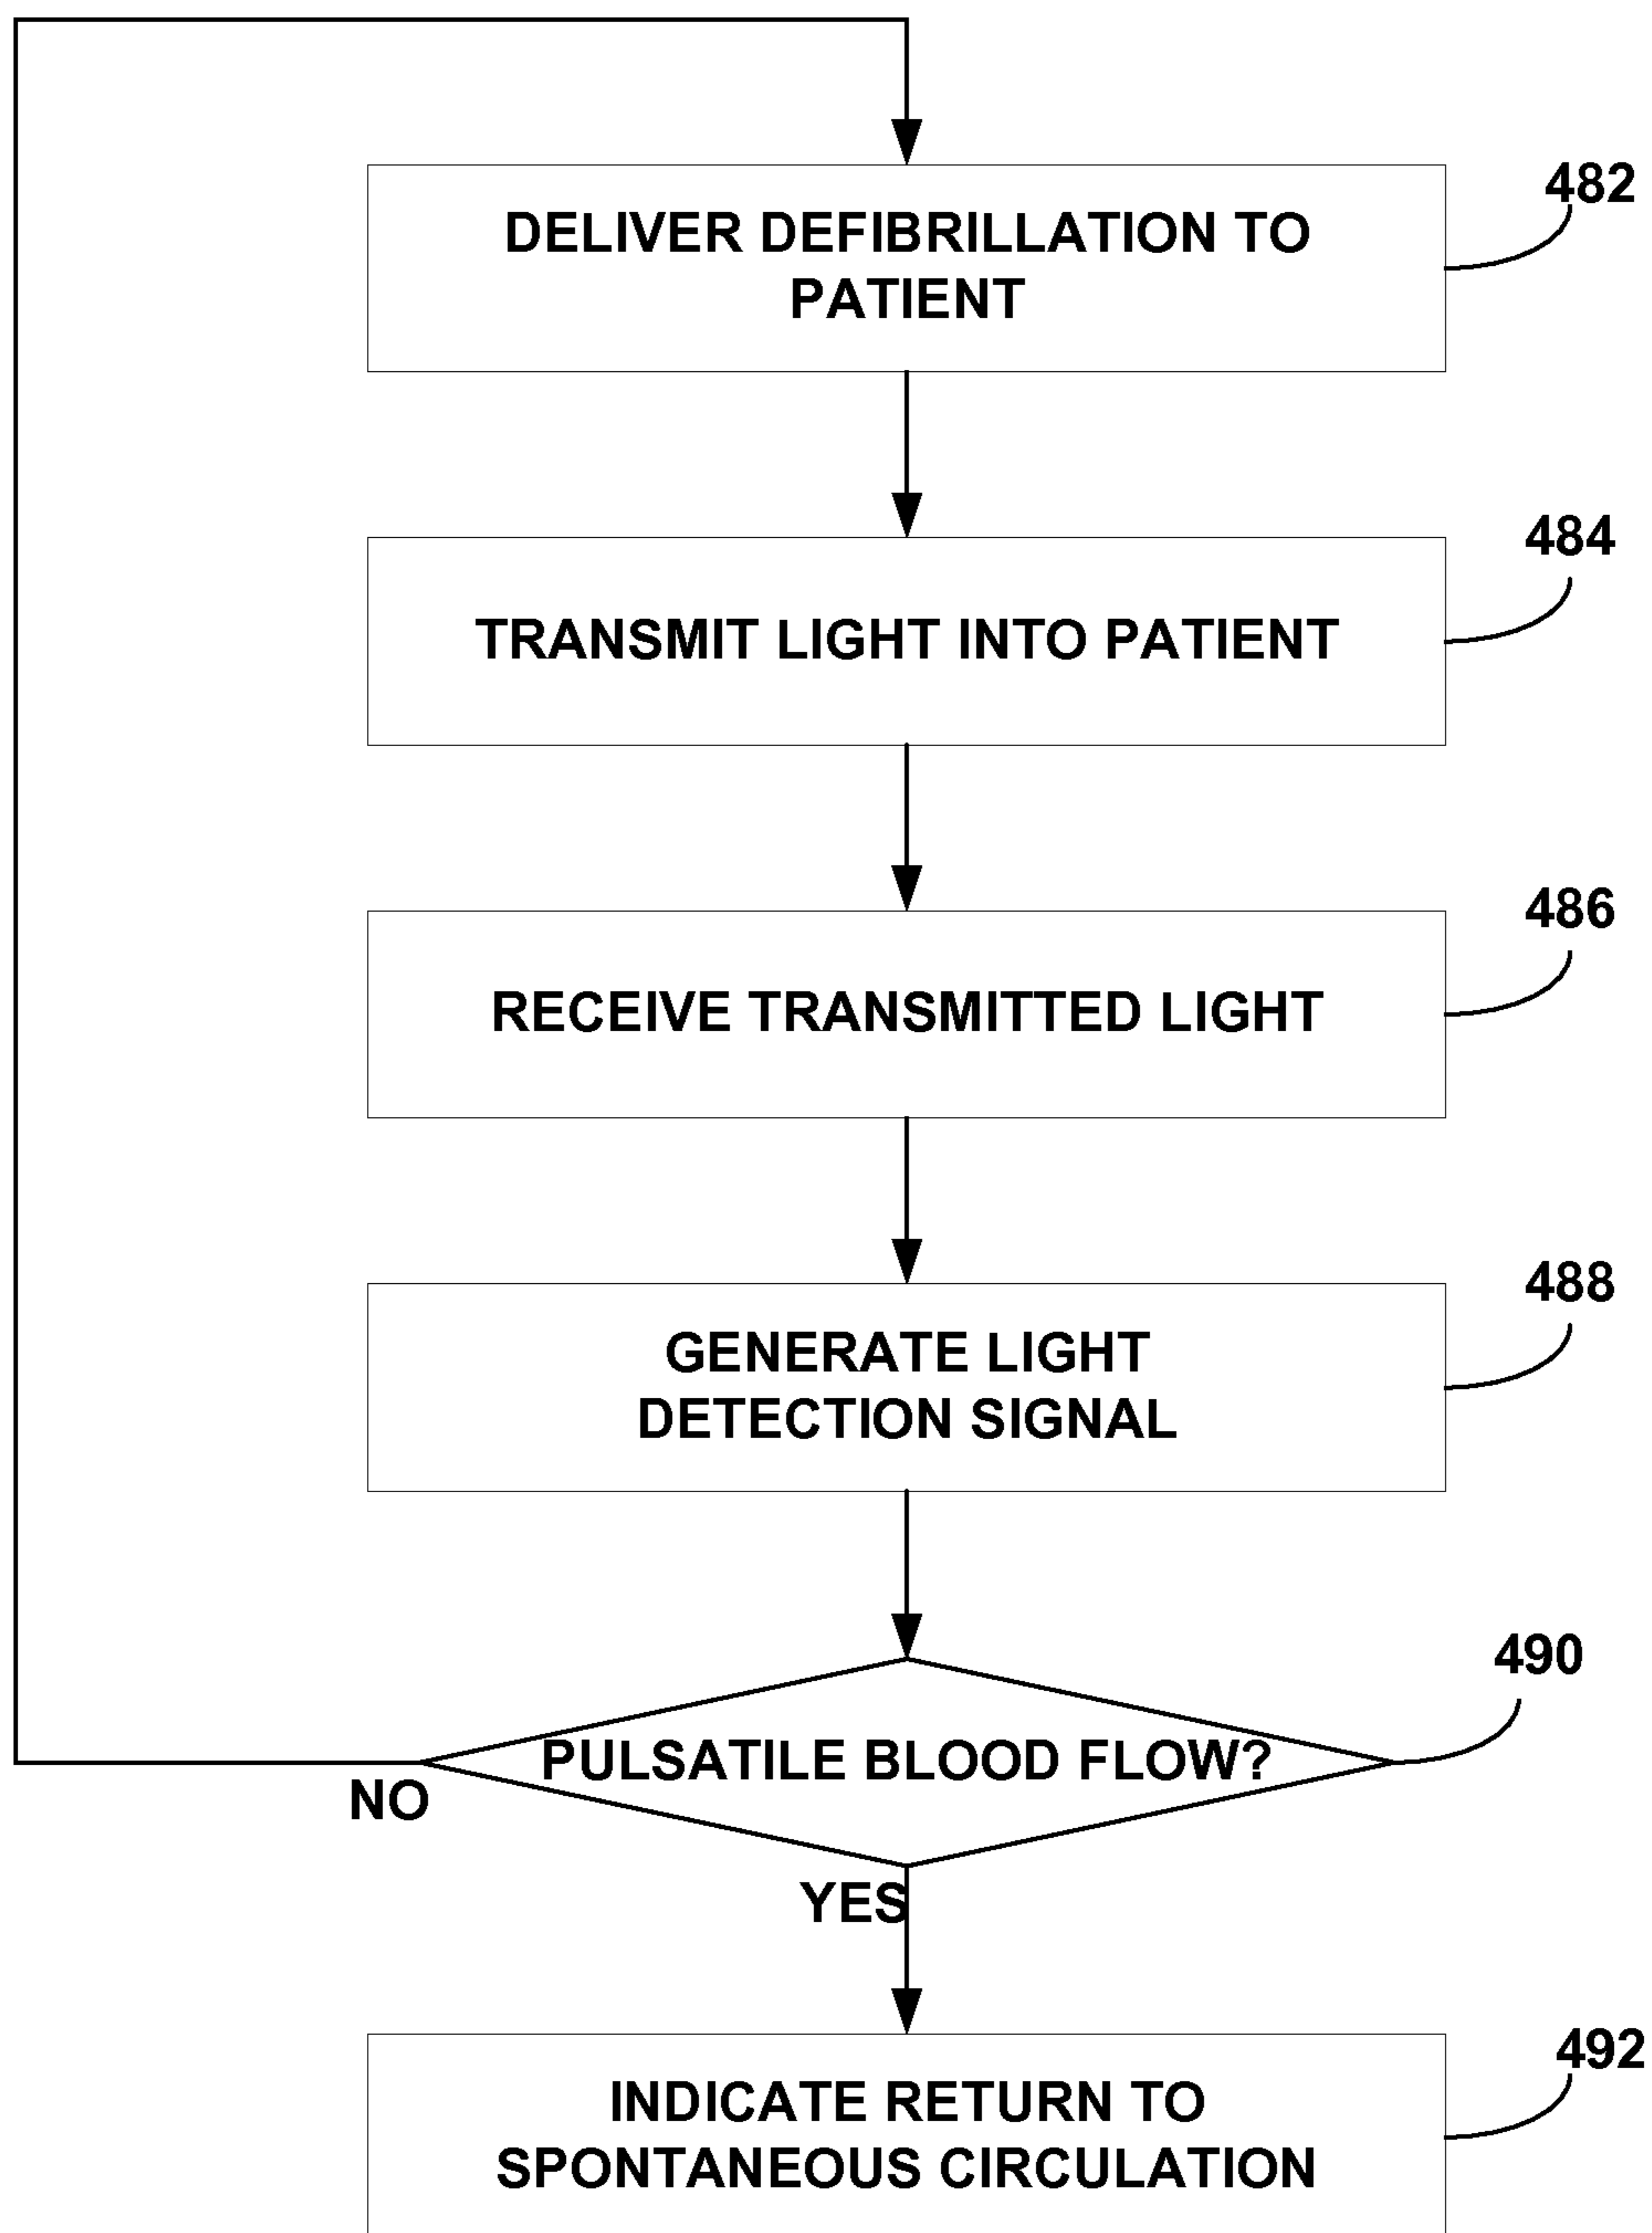 482
DELIVER DEFIBRILLATION TO
PATIENT
484
TRANSMIT LIGHT INTO PATIENT
486
RECEIVE TRANSMITTED LIGHT
488
GENERATE LIGHT
DETECTION SIGNAL
490
PULSATILE BLOOD FLOW?
NO
YES
492
INDICATE RETURN TO
SPONTANEOUS CIRCULATION